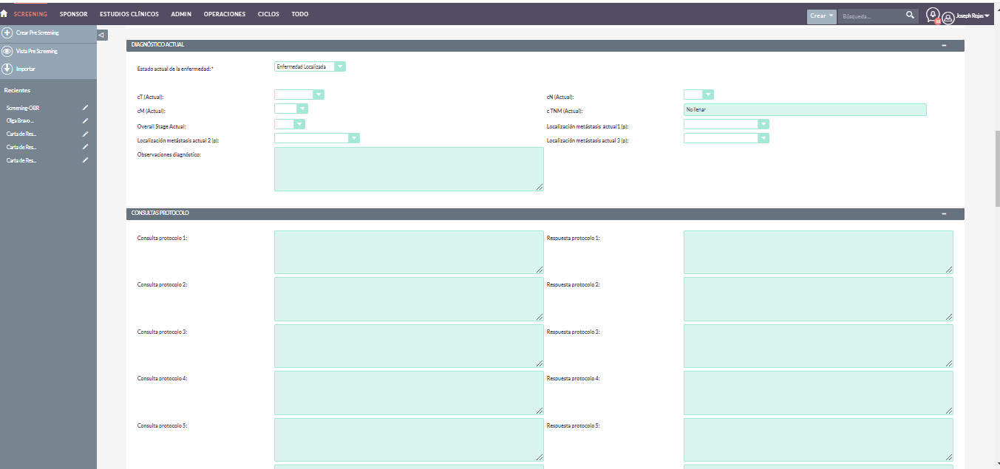 SCREENING SPONSOR ESTUDIOS CLÍNICOS ADMIN OPERACIONES CICLOS TODO Crear Búsqueda... 11 Joseph Rojas
Crear Pre Screening
Vista Pre Screening
Importar
Recientes
Screening-OBR
Olga Bravo ...
Carta de Res...
Carta de Res...
Carta de Res...
DIAGNÓSTICO ACTUAL
Estado actual de la enfermedad:* Enfermedad Localizada
cT (Actual): cN (Actual):
cM (Actual): c TNM (Actual): No llenar
Overall Stage Actual: Localización metástasis actual1 (p):
Localización metástasis actual 2 (p): Localización metástasis actual 3 (p):
Observaciones diagnóstico:
CONSULTAS PROTOCOLO
Consulta protocolo 1: Respuesta protocolo 1:
Consulta protocolo 2: Respuesta protocolo 2:
Consulta protocolo 3: Respuesta protocolo 3:
Consulta protocolo 4: Respuesta protocolo 4:
Consulta protocolo 5: Respuesta protocolo 5: